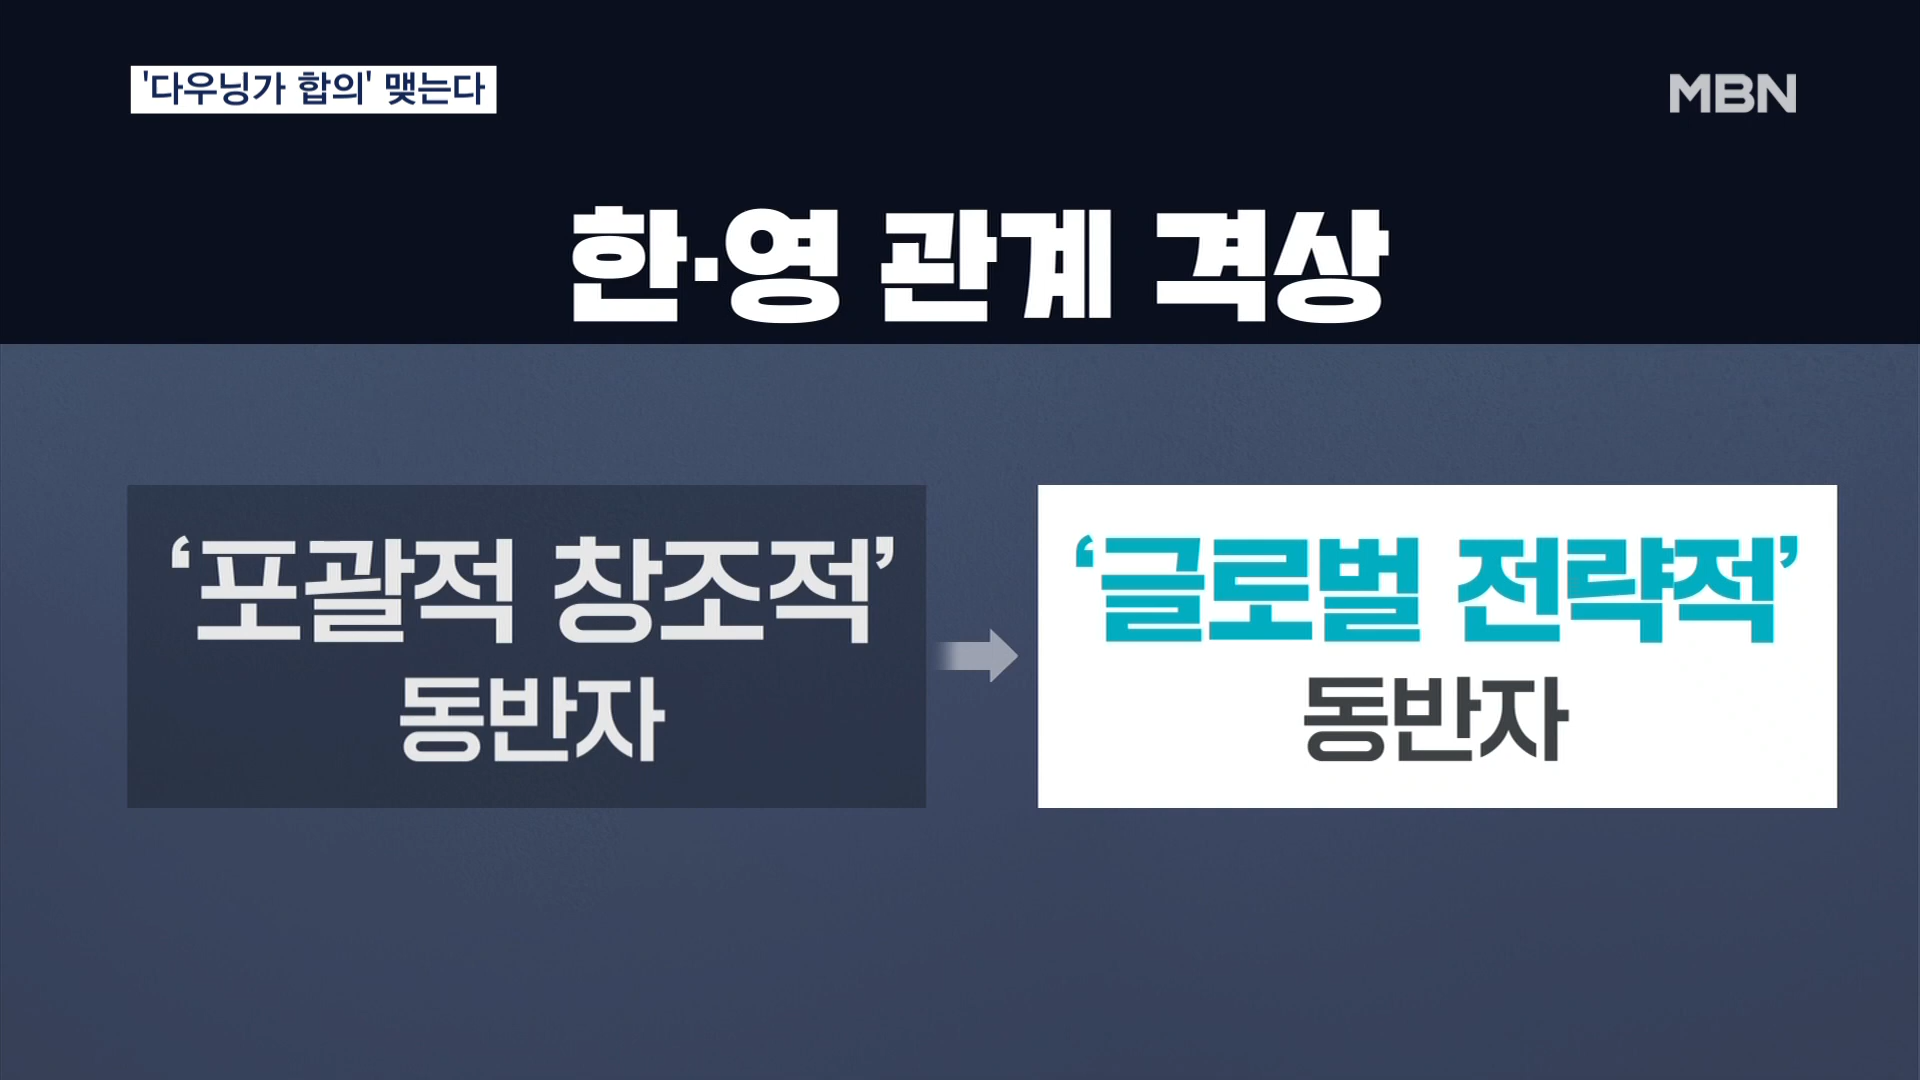 '다우닝가 합의' 맺는다
MBN
한·영 관계 격상
‘포괄적 창조적’
동반자
‘글로벌 전략적’
동반자